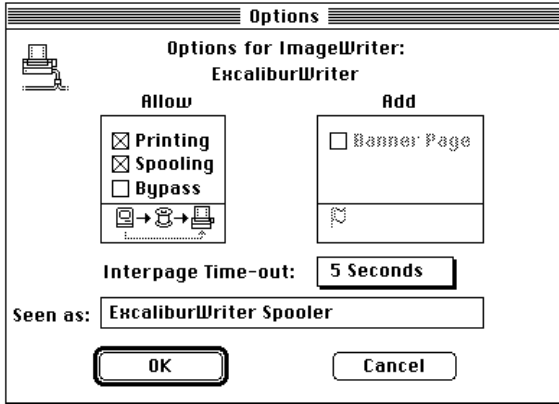 Options
Options for ImageWriter:
ExcaliburWriter
Allow
Add
Printing
Spooling
Bypass
Banner Page
Interpage Time-out:
5 Seconds
Seen as:
ExcaliburWriter Spooler
OK
Cancel